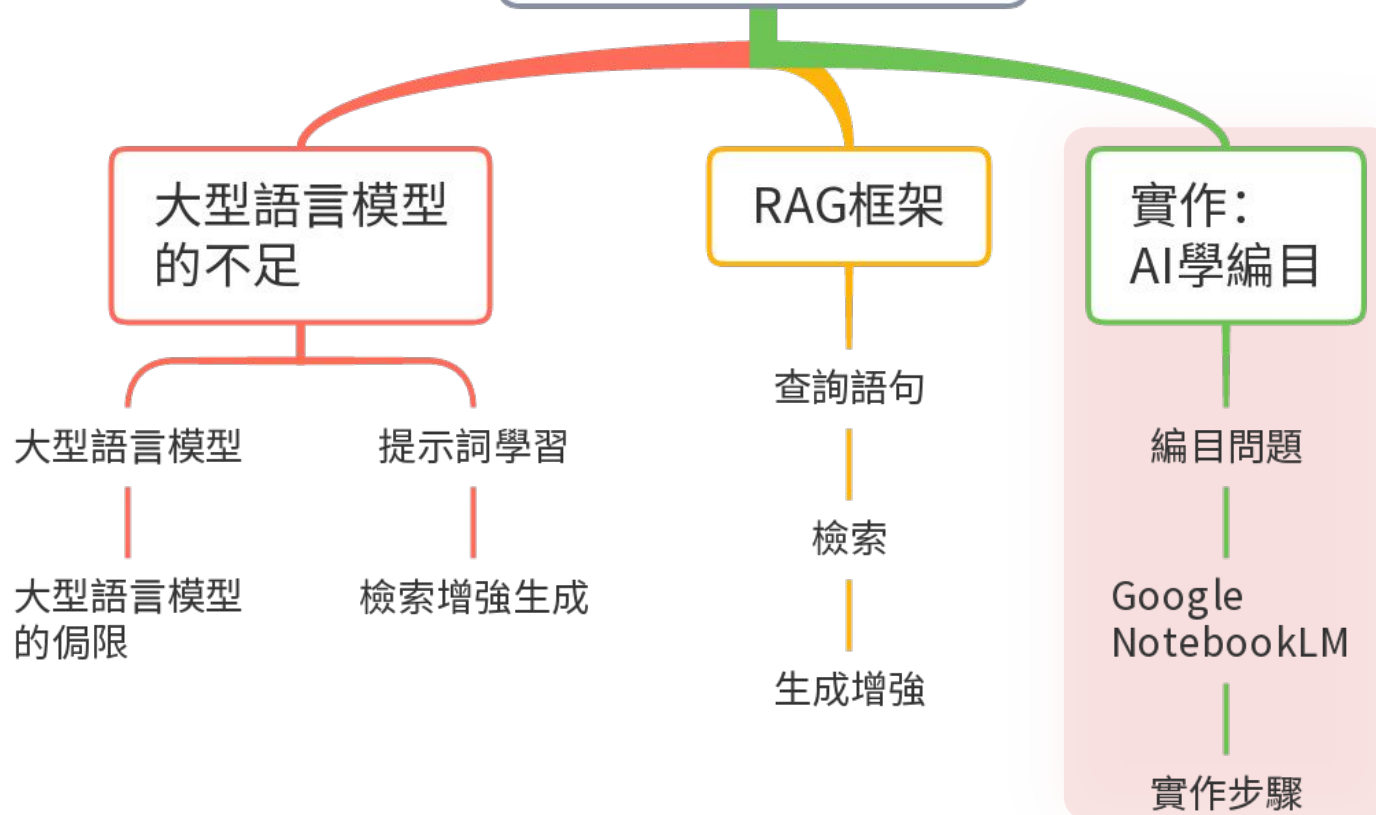 大型語言模型
的不足
RAG框架
實作：
AI學編目
大型語言模型
提示詞學習
查詢語句
編目問題
檢索
大型語言模型
的侷限
檢索增強生成
Google
NotebookLM
生成增強
實作步驟